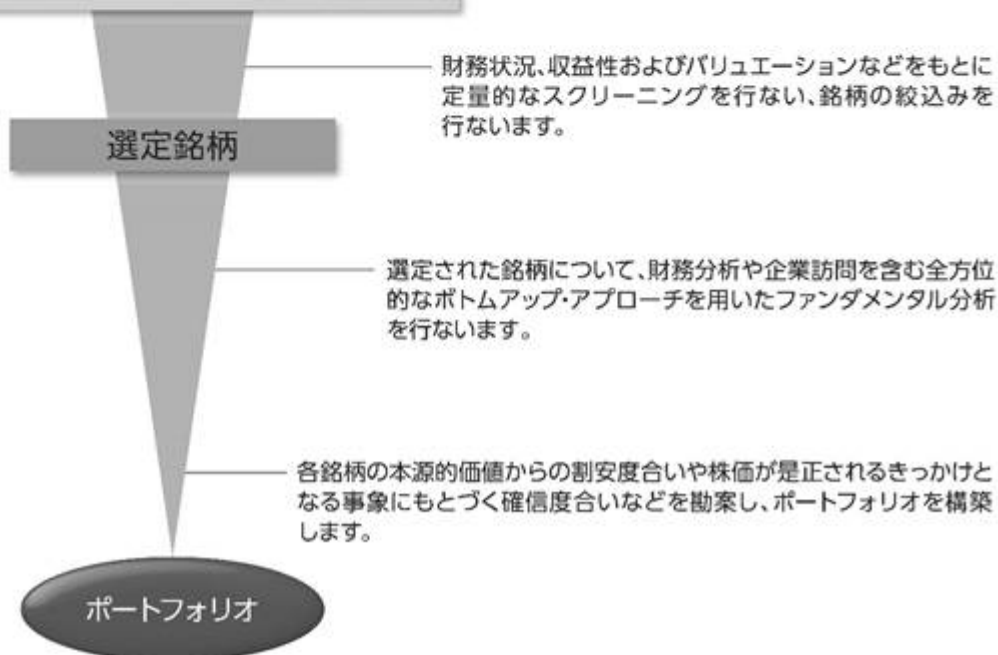 財務状況、収益性およびバリュエーションなどをもとに
定量的なスクリーニングを行ない、銘柄の絞込みを
行ないます。
選定銘柄
選定された銘柄について、財務分析や企業訪問を含む全方位
的なボトムアップ・アプローチを用いたファンダメンタル分析
を行ないます。
各銘柄の本源的価値からの割安度合いや株価が是正されるきっかけと
なる事象にもとづく確信度合いなどを勘案し、ポートフォリオを構築
します。
ポートフォリオ